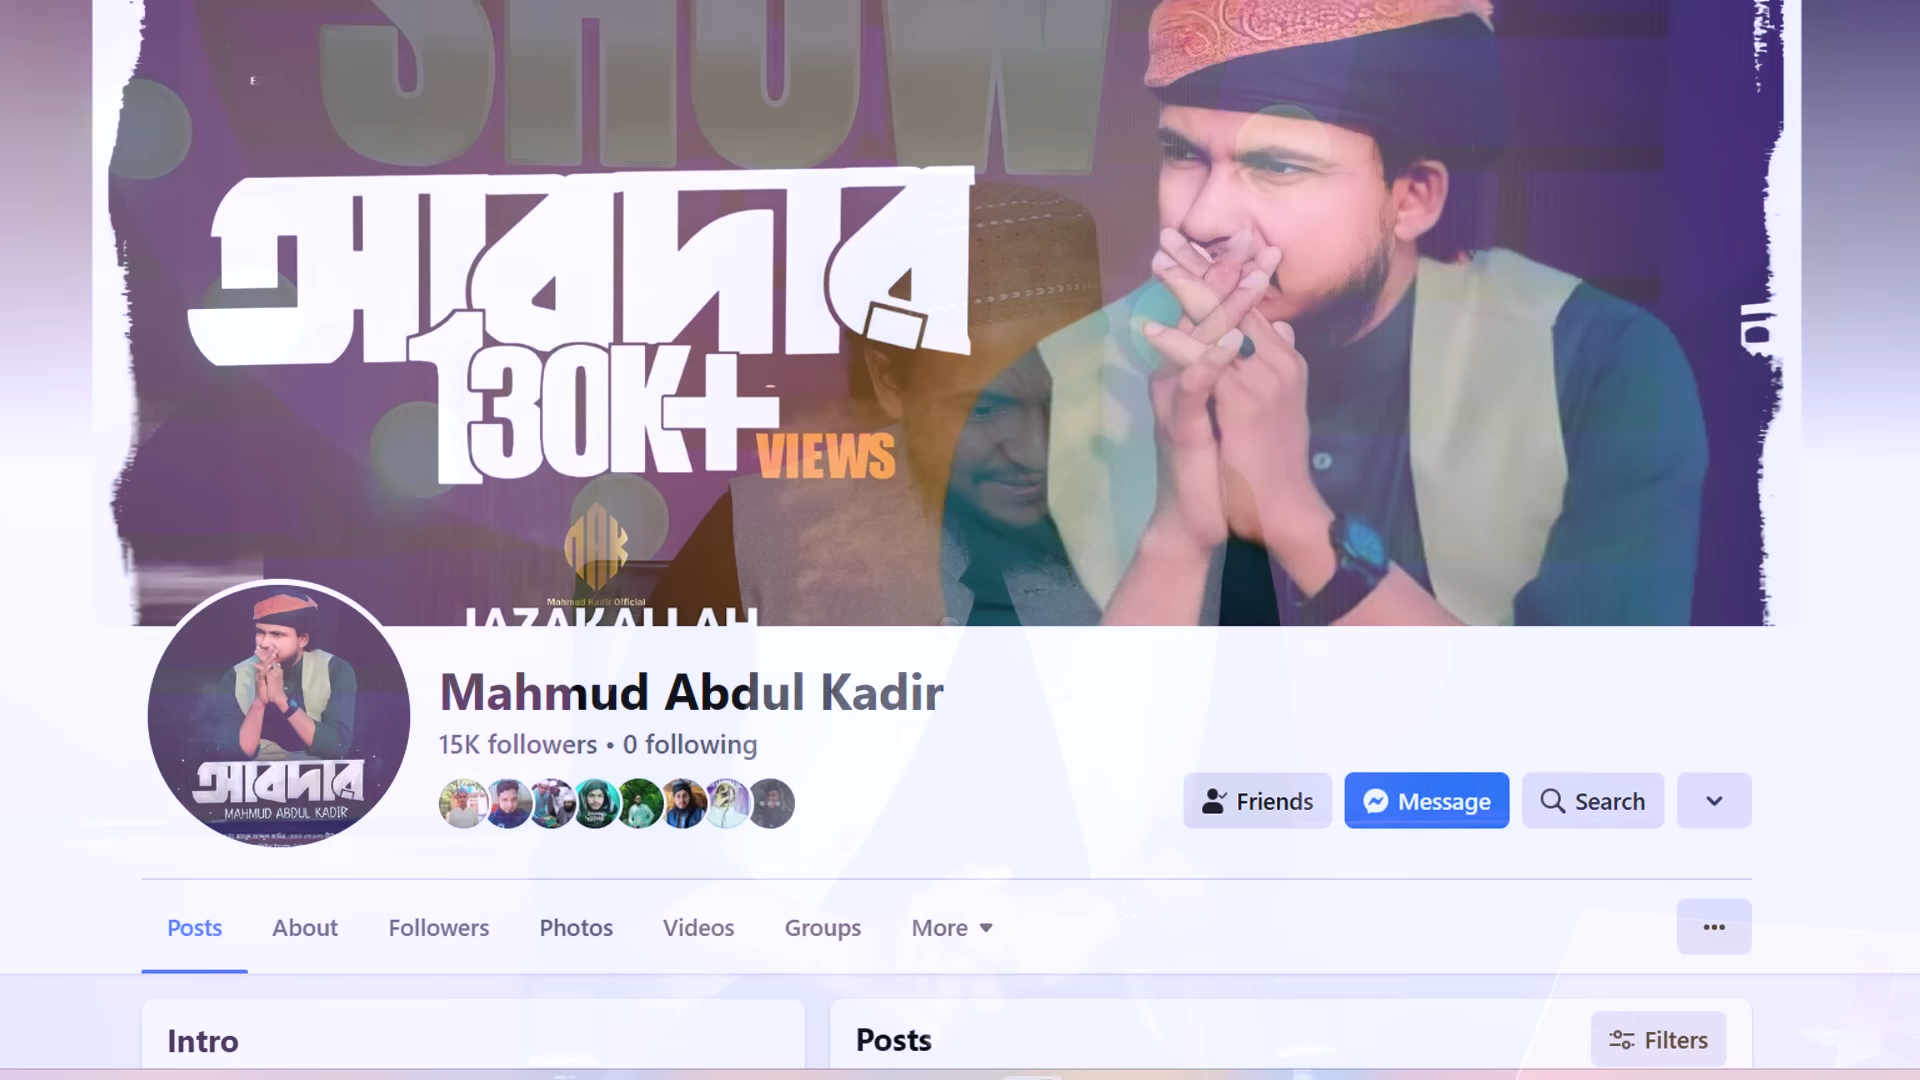 SHOW
আবদার
130K+
VIEWS
Mahmud Kadir Official
JAZAKALLAH
আবদার
MAHMUD ABDUL KADIR
Mahmud Abdul Kadir
15K followers • 0 following
Friends
Message
Search
Posts
About
Followers
Photos
Videos
Groups
More
Intro
Posts
Filters